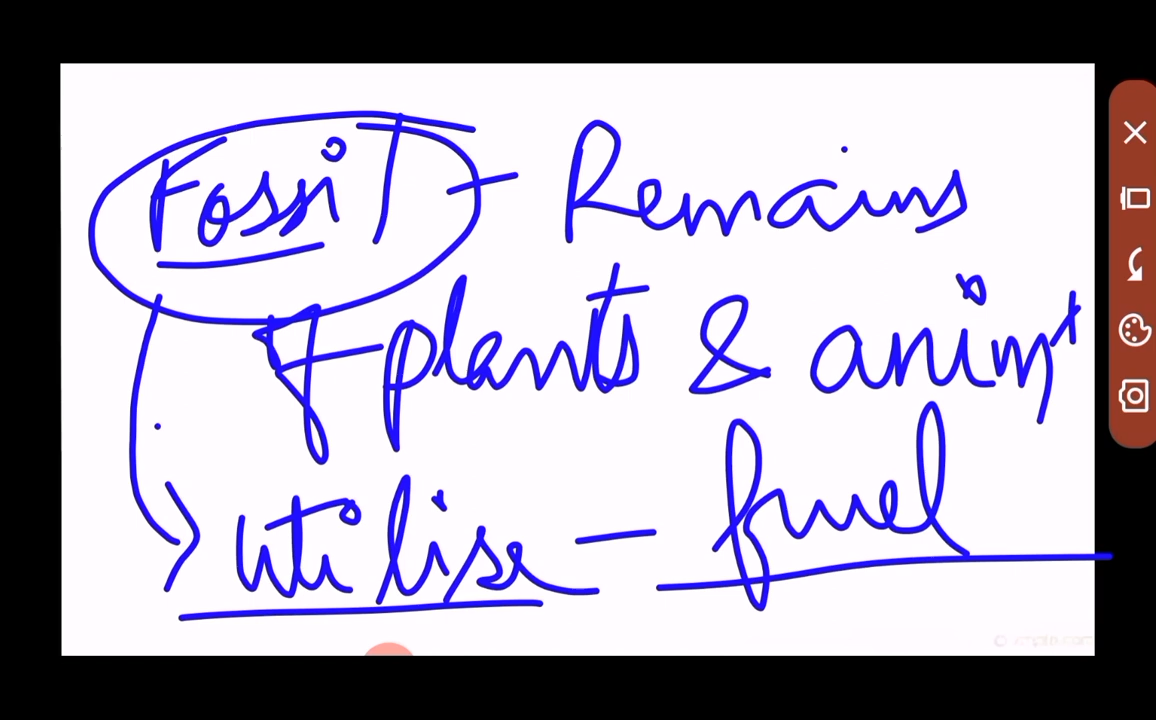 Fossil - Remains
of plants & anim
utilise - fuel